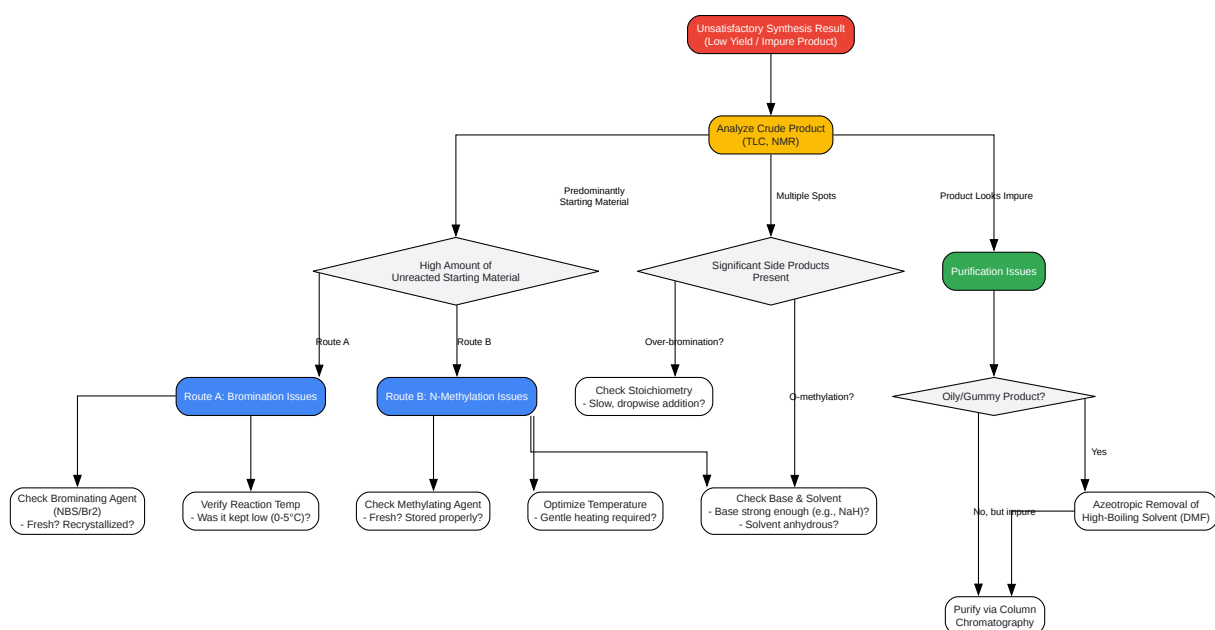 Unsatisfactory Synthesis Result
(Low Yield / Impure Product)
Analyze Crude Product
(TLC, NMR)
Predominantly
Starting Material
Multiple Spots
Product Looks Impure
High Amount of
Unreacted Starting Material
Significant Side Products
Present
Purification Issues
Route A
Route B
Over-bromination?
Route A: Bromination Issues
Route B: N-Methylation Issues
Check Stoichiometry
- Slow, dropwise addition?
O-methylation?
Oily/Gummy Product?
Yes
Check Brominating Agent
(NBS/Br2)
- Fresh? Recrystallized?
Verify Reaction Temp
- Was it kept low (0-5°C)?
Check Methylating Agent
- Fresh? Stored properly?
Optimize Temperature
- Gentle heating required?
Check Base & Solvent
- Base strong enough (e.g., NaH)?
- Solvent anhydrous?
No, but impure
Azeotropic Removal of
High-Boiling Solvent (DMF)
Purify via Column
Chromatography